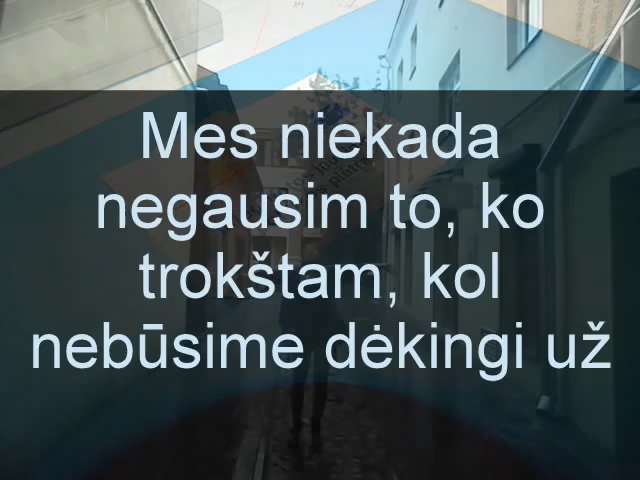 Mes niekada
negausim to, ko
trokštam, kol
nebūsime dėkingi už